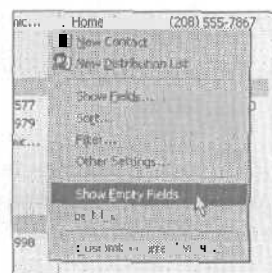 . Home (208) 555-7867
New Contact
New Distribution List
577
Show Fields...
979
Sort...
Filter...
Other Settings...
Show Empty Fields
998